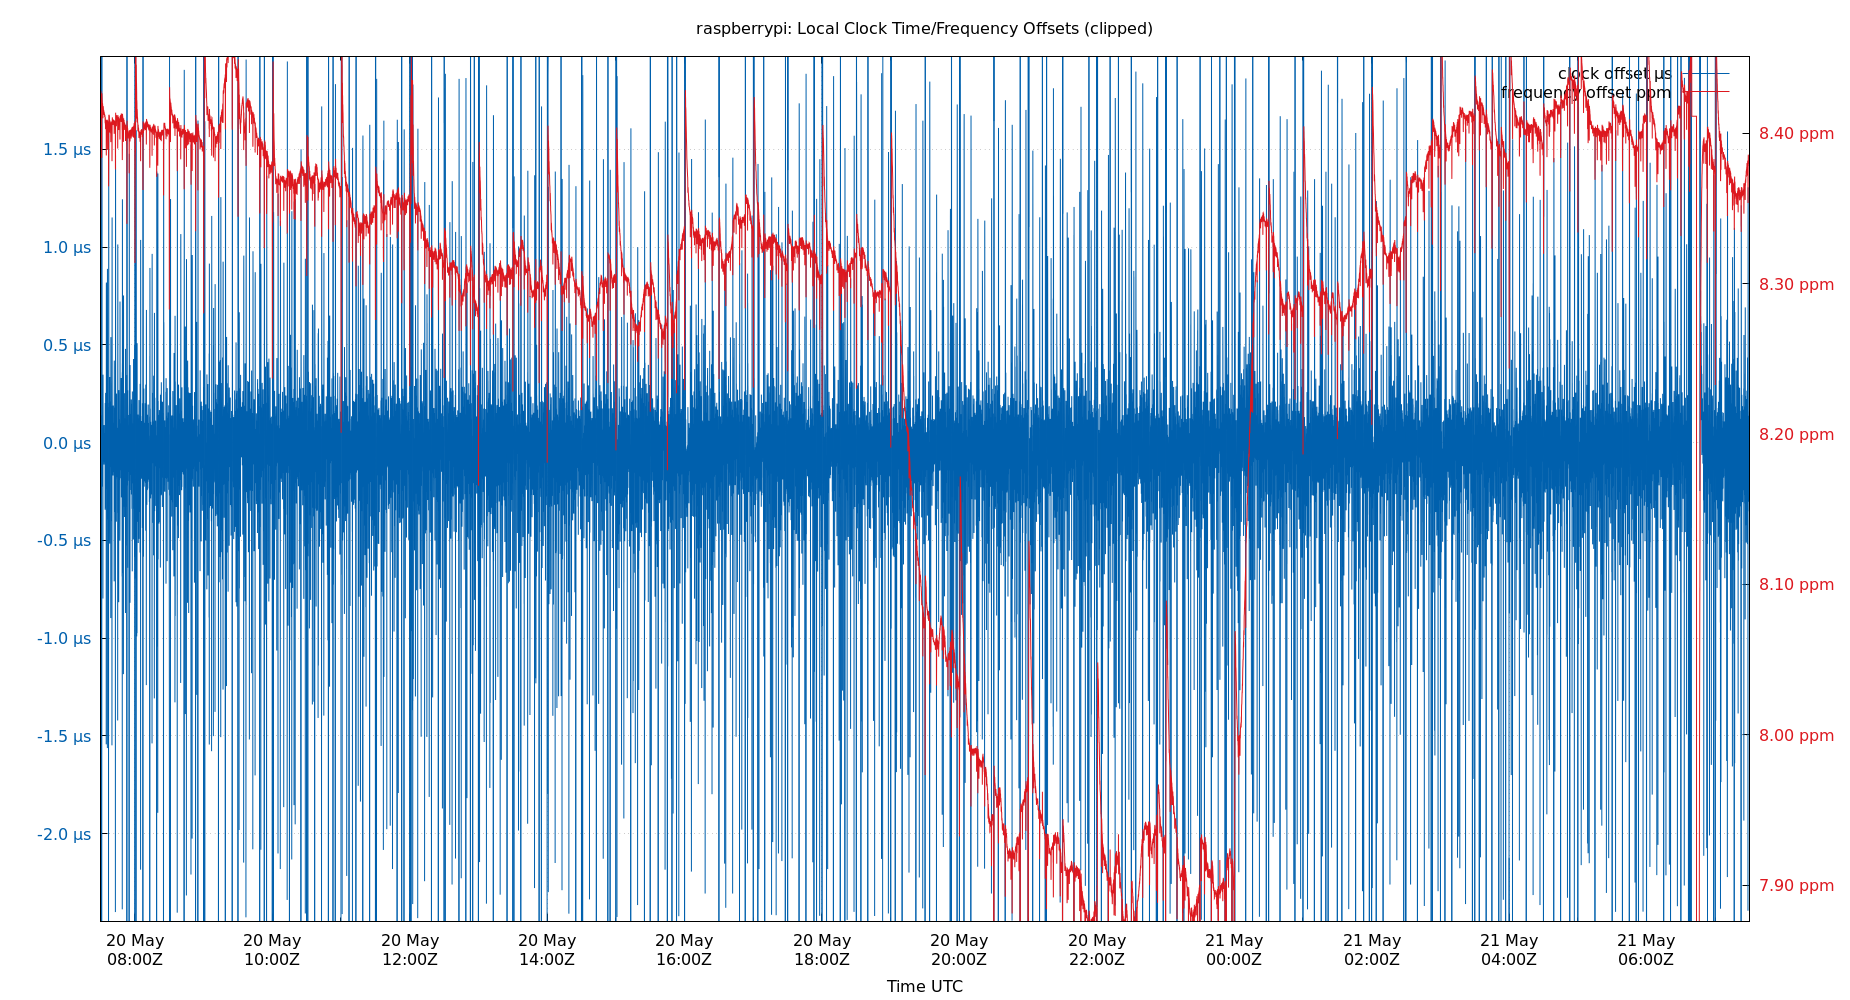 raspberrypi: Local Clock Time/Frequency Offsets (clipped)
clock offset µs
frequency offset ppm
1.5 µs
1.0 µs
0.5 µs
0.0 µs
-0.5 µs
-1.0 µs
-1.5 µs
-2.0 µs
8.40 ppm
8.30 ppm
8.20 ppm
8.10 ppm
8.00 ppm
7.90 ppm
20 May 20 May 20 May 20 May 20 May 20 May 20 May 20 May 21 May 21 May 21 May 21 May
08:00Z 10:00Z 12:00Z 14:00Z 16:00Z 18:00Z 20:00Z 22:00Z 00:00Z 02:00Z 04:00Z 06:00Z
Time UTC